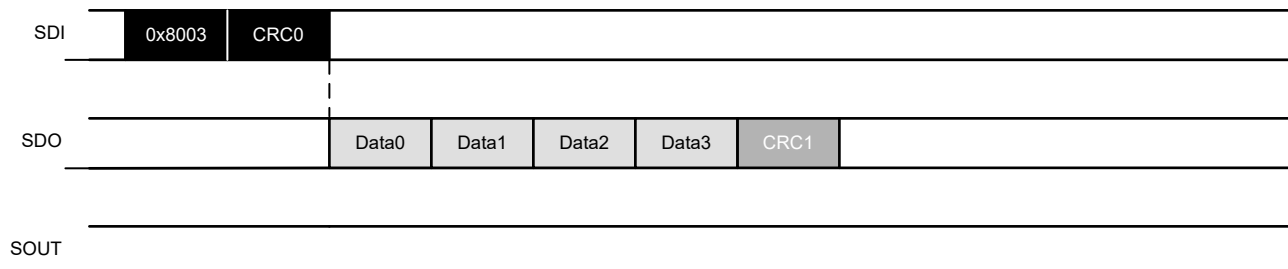 SDI 0x8003 CRC0
SDO Data0 Data1 Data2 Data3 CRC1
SOUT